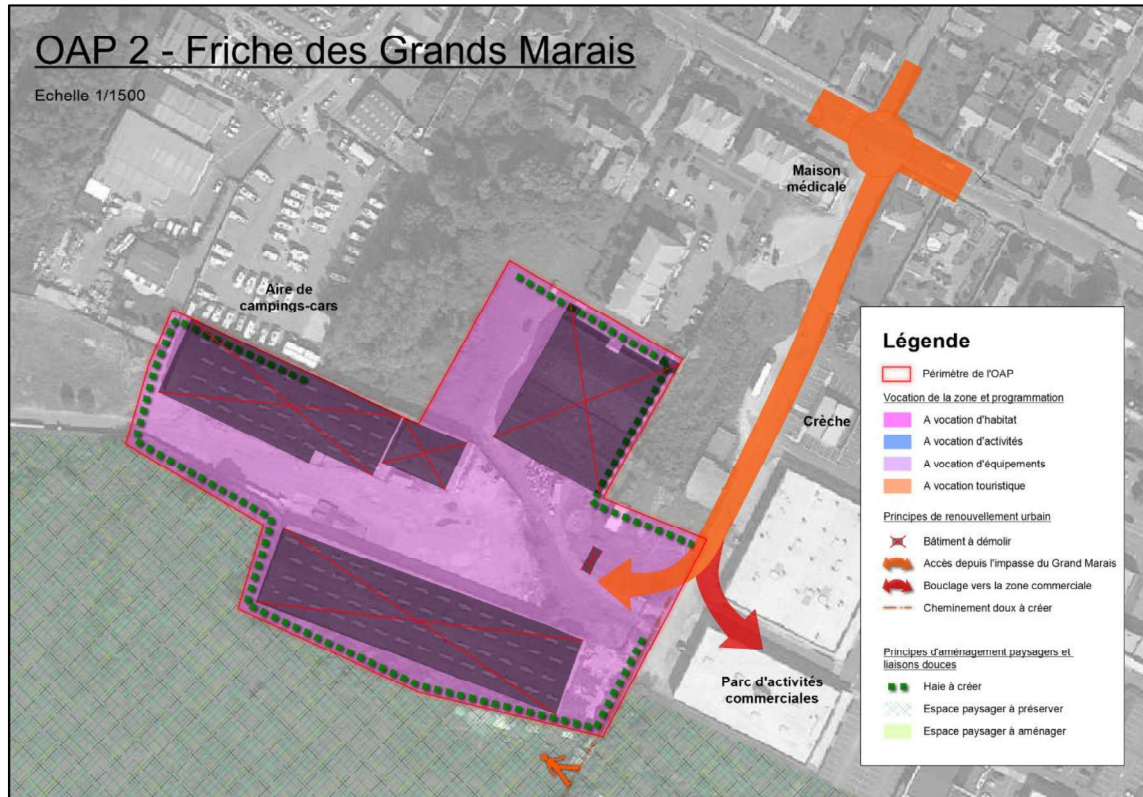 OAP 2 - Friche des Grands Marais
Echelle 1/1500
Maison
médicale
Aire de
campings-cars
Crèche
Parc d'activités
commerciales
Légende
Périmètre de l'OAP
Vocation de la zone et programmation
A vocation d'habitat
A vocation d'activités
A vocation d'équipements
A vocation touristique
Principes de renouvellement urbain
Bâtiment à démolir
Accès depuis l'impasse du Grand Marais
Bouclage vers la zone commerciale
Cheminement doux à créer
Principes d'aménagement paysagers et
liaisons douces
Haie à créer
Espace paysager à préserver
Espace paysager à aménager